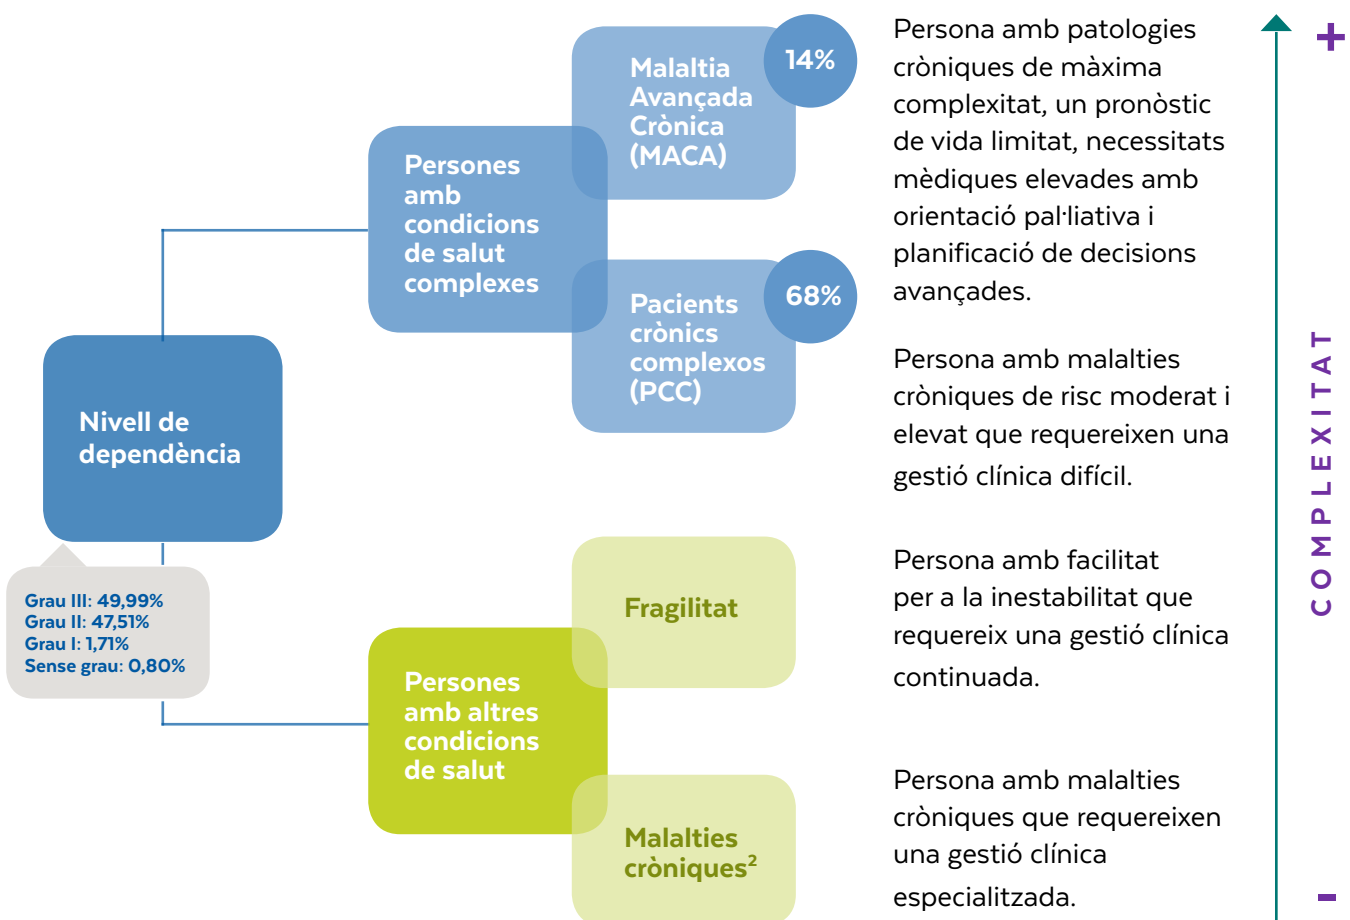 Nivell de
dependència
Grau III: 49,99%
Grau II: 47,51%
Grau I: 1,71%
Sense grau: 0,80%
Persones
amb
condicions
de salut
complexes
Malaltia
Avançada
Crònica
(MACA)
14%
Persona amb patologies
cròniques de màxima
complexitat, un pronòstic
de vida limitat, necessitats
mèdiques elevades amb
orientació pal·liativa i
planificació de decisions
avançades.
Pacients
crònics
complexos
(PCC)
68%
Persona amb malalties
cròniques de risc moderat i
elevat que requereixen una
gestió clínica difícil.
Persones
amb altres
condicions
de salut
Fragilitat
Persona amb facilitat
per a la inestabilitat que
requereix una gestió clínica
continuada.
Malalties
cròniques²
Persona amb malalties
cròniques que requereixen
una gestió clínica
especialitzada.
+
COMPLEXITAT
-